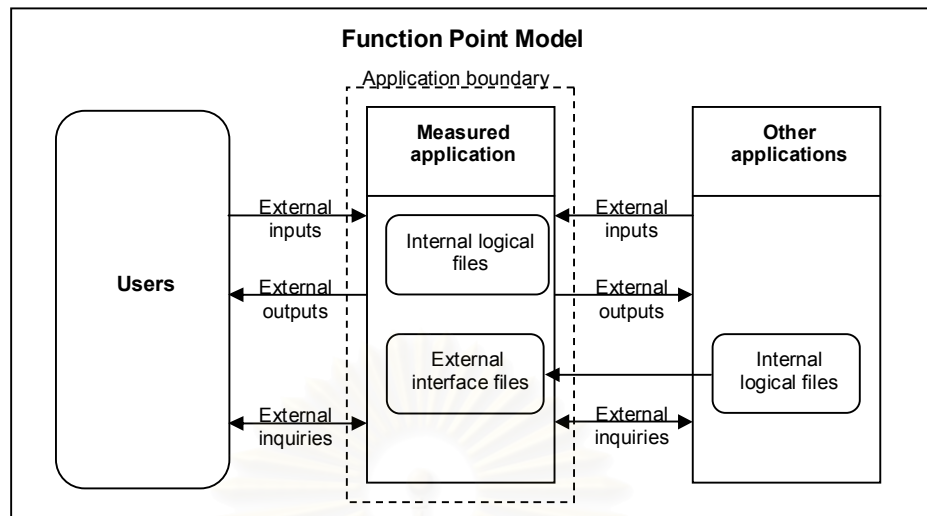 Function Point Model
Application boundary
Measured
application
Other
applications
External
inputs
External
inputs
Internal logical
files
Users
External
outputs
External
outputs
External
interface files
Internal
logical files
External
inquiries
External
inquiries